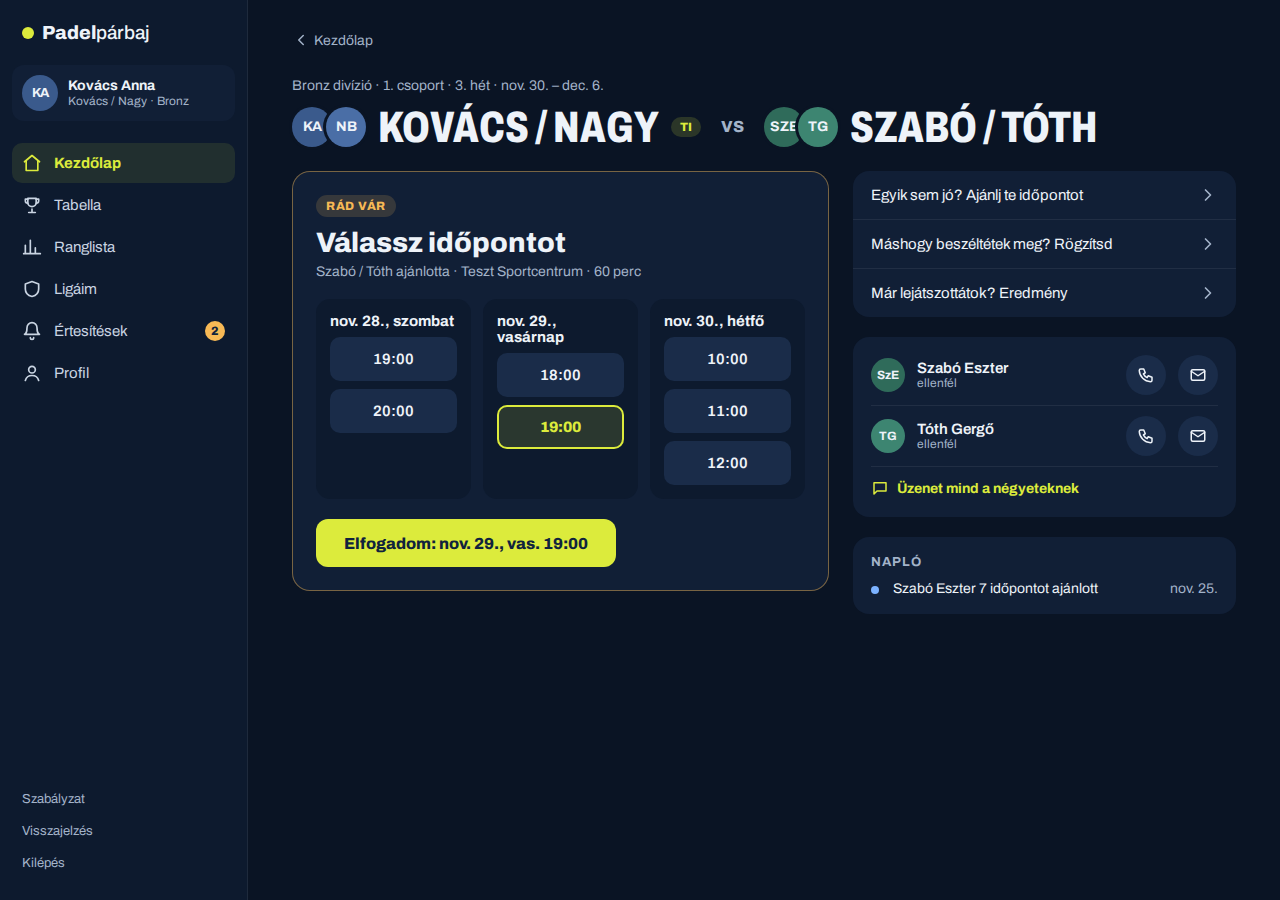 Padelpárbaj
KA
Kovács Anna
Kovács / Nagy · Bronz
Kezdőlap
Tabella
Ranglista
Ligáim
Értesítések
2
Profil
Szabályzat
Visszajelzés
Kilépés
Kezdőlap
Bronz divízió · 1. csoport · 3. hét · nov. 30. – dec. 6.
KA NB KOVÁCS / NAGY TI VS SZE TG SZABÓ / TÓTH
RÁD VÁR
Válassz időpontot
Szabó / Tóth ajánlotta · Teszt Sportcentrum · 60 perc
nov. 28., szombat
19:00
20:00
nov. 29.,
vasárnap
18:00
19:00
nov. 30., hétfő
10:00
11:00
12:00
Elfogadom: nov. 29., vas. 19:00
Egyik sem jó? Ajánlj te időpontot
Máshogy beszéltétek meg? Rögzítsd
Már lejátszottátok? Eredmény
SzE
Szabó Eszter
ellenfél
TG
Tóth Gergő
ellenfél
Üzenet mind a négyeteknek
NAPLÓ
Szabó Eszter 7 időpontot ajánlott
nov. 25.